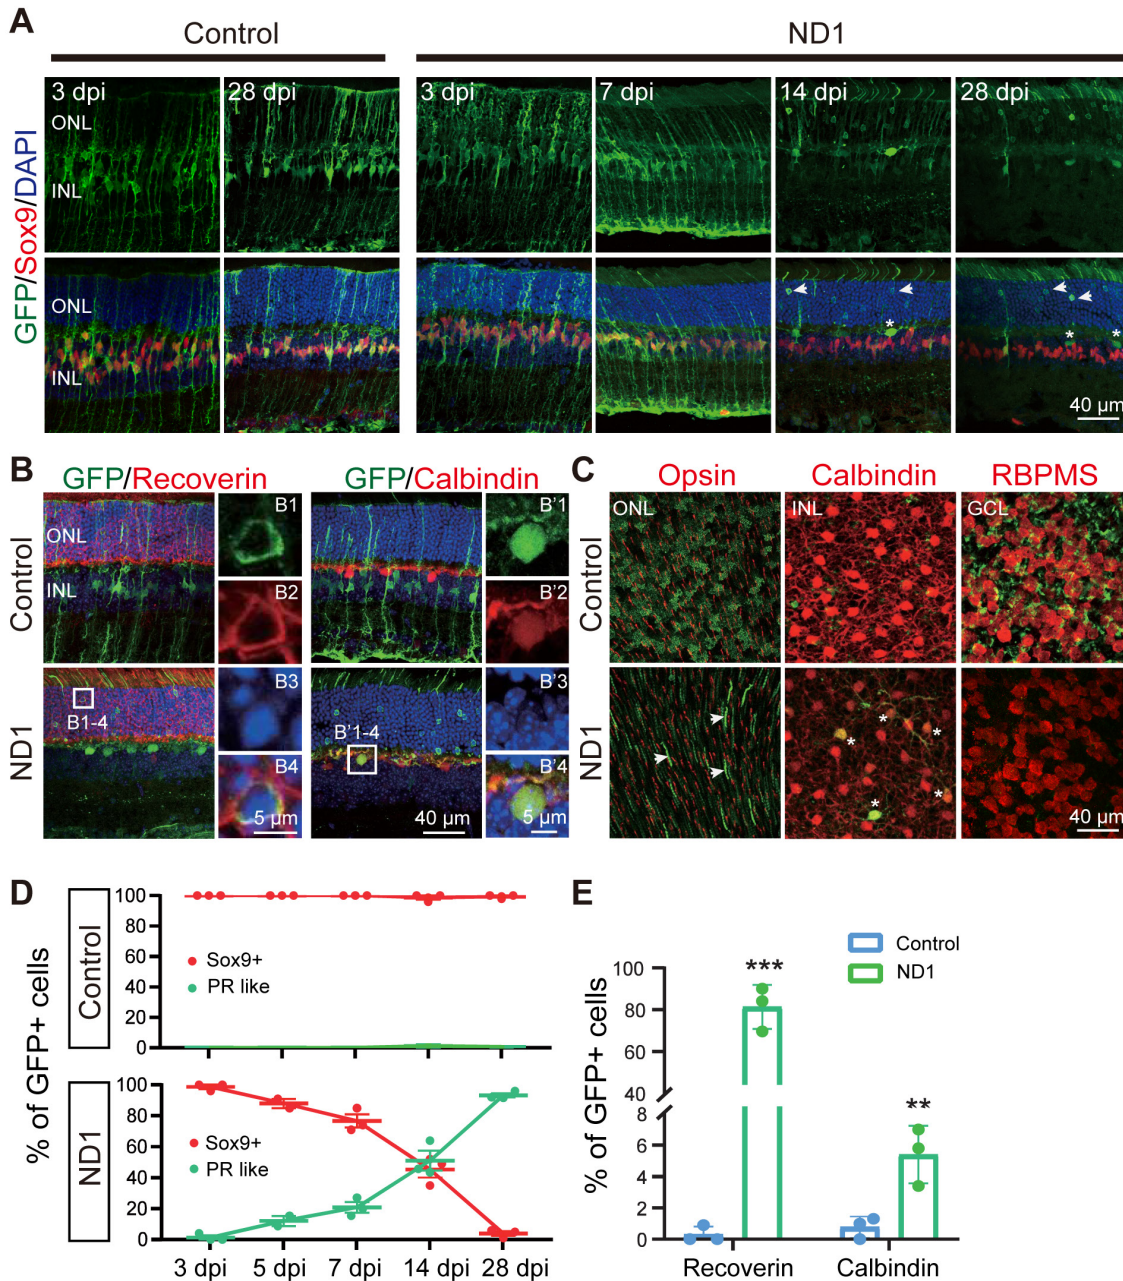 A
Control
ND1
GFP/Sox9/DAPI
3 dpi
28 dpi
3 dpi
7 dpi
14 dpi
28 dpi
ONL
INL
ONL
INL
*
*
*
40 µm
B
GFP/Recoverin
GFP/Calbindin
Control
ND1
ONL
INL
B1
B2
B3
B4
B1-4
5 µm
B'1
B'2
B'3
B'4
B'1-4
40 µm
5 µm
C
Opsin
Calbindin
RBPMS
Control
ND1
ONL
INL
GCL
*
*
*
*
*
40 µm
D
% of GFP+ cells
Control
100
80
60
40
20
0
Sox9+
PR like
ND1
100
80
60
40
20
0
Sox9+
PR like
3 dpi
5 dpi
7 dpi
14 dpi
28 dpi
E
Control
ND1
% of GFP+ cells
100
80
60
40
8
6
4
2
0
***
**
Recoverin
Calbindin